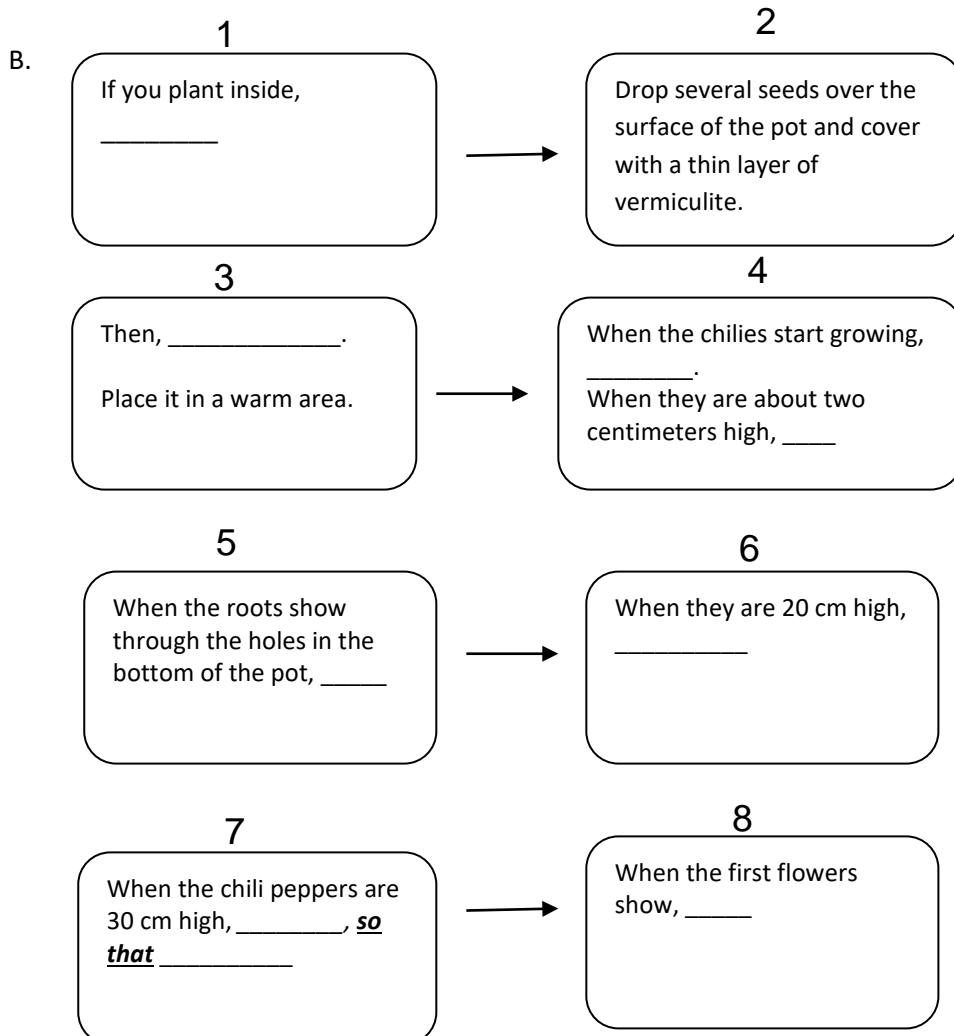 B.
1
If you plant inside,
________
2
Drop several seeds over the
surface of the pot and cover
with a thin layer of
vermiculite.
3
Then, _____________.
Place it in a warm area.
4
When the chilies start growing,
________.
When they are about two
centimeters high, ____
5
When the roots show
through the holes in the
bottom of the pot, _____
6
When they are 20 cm high,
__________
7
When the chili peppers are
30 cm high, ________, so
that __________
8
When the first flowers
show, _____